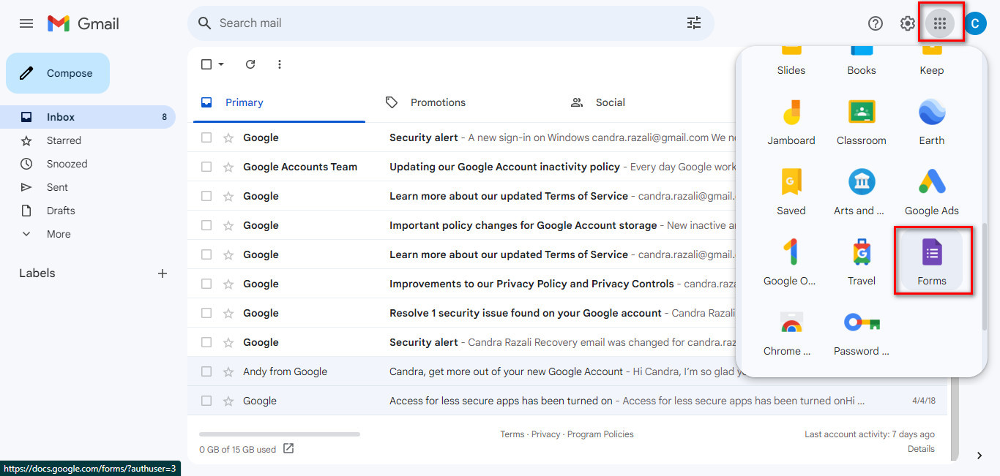 Gmail
Search mail
C
Compose
Inbox 8
Starred
Snoozed
Sent
Drafts
More
Labels
Primary Promotions Social
Google Security alert - A new sign-in on Windows candra.razali@gmail.com We
Google Accounts Team Updating our Google Account inactivity policy - Every day Google work
Google Learn more about our updated Terms of Service - candra.razali@gmail.
Google Important policy changes for Google Account storage - New inactive
Google Learn more about our updated Terms of Service - candra.razali@gmail.
Google Improvements to our Privacy Policy and Privacy Controls - candra.raza
Google Resolve 1 security issue found on your Google account - Candra Razali
Google Security alert - Candra Razali Recovery email was changed for candra.raz
Andy from Google Candra, get more out of your new Google Account - Hi Candra, I'm so glad
Google Access for less secure apps has been turned on - Access for less secure apps has been turned onHi ... 4/4/18
Slides Books Keep
Jamboard Classroom Earth
G G
Saved Arts and ... Google Ads
Google O... Travel Forms
Chrome ... Password ...
0 GB of 15 GB used
Terms · Privacy · Program Policies
Last account activity: 7 days ago
Details
https://docs.google.com/forms/?authuser=3